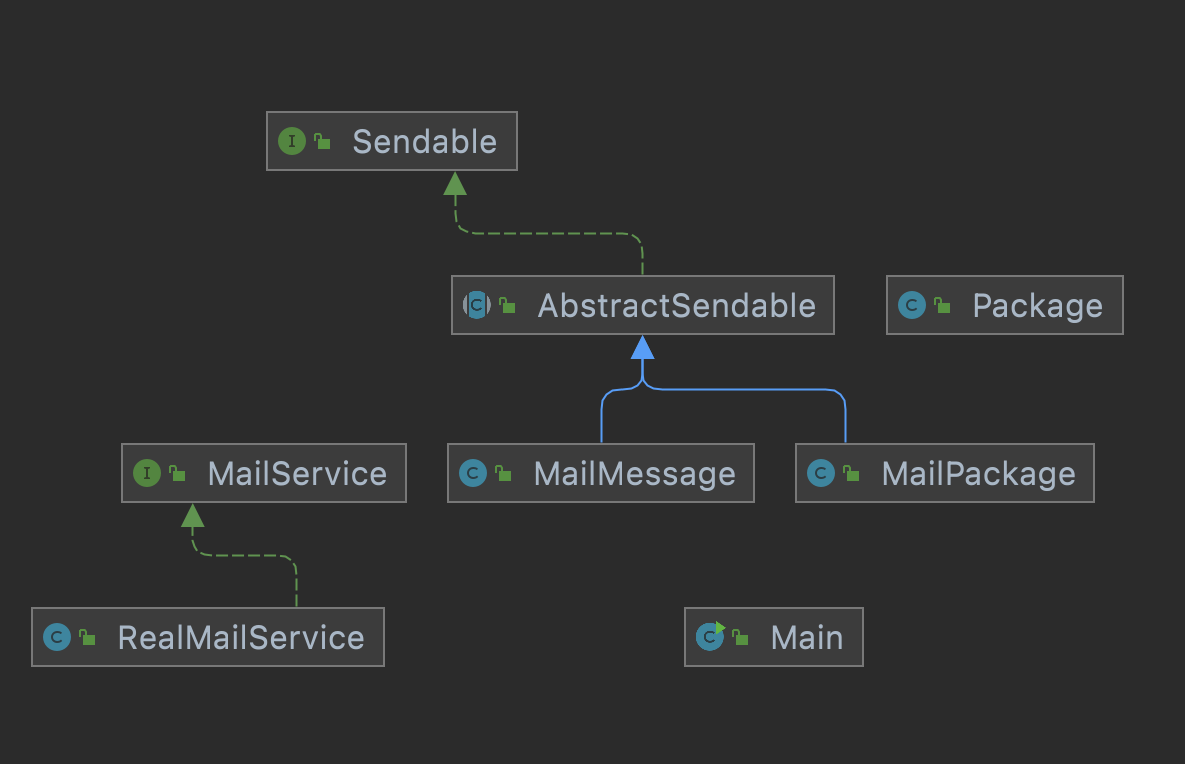 Sendable
AbstractSendable
Package
MailService
MailMessage
MailPackage
RealMailService
Main